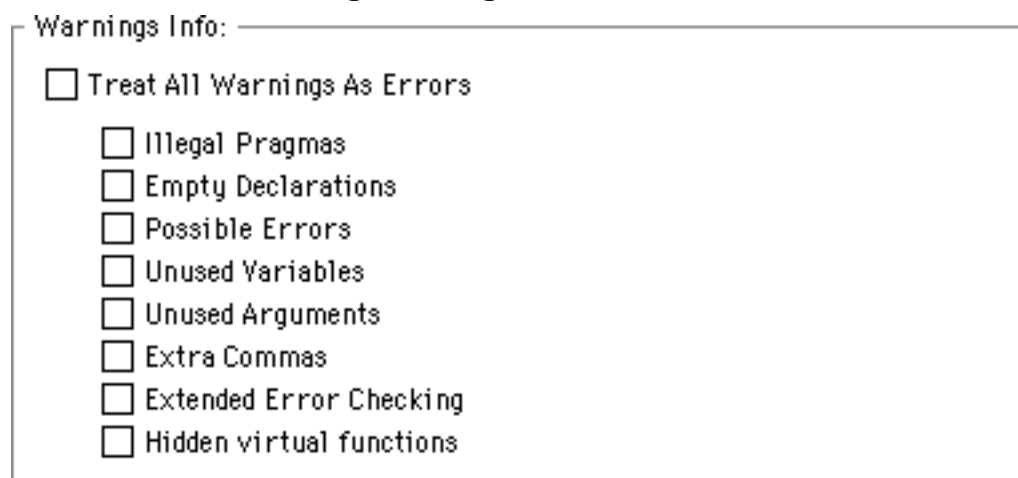 Warnings Info:
Treat All Warnings As Errors
Illegal Pragmas
Empty Declarations
Possible Errors
Unused Variables
Unused Arguments
Extra Commas
Extended Error Checking
Hidden virtual functions